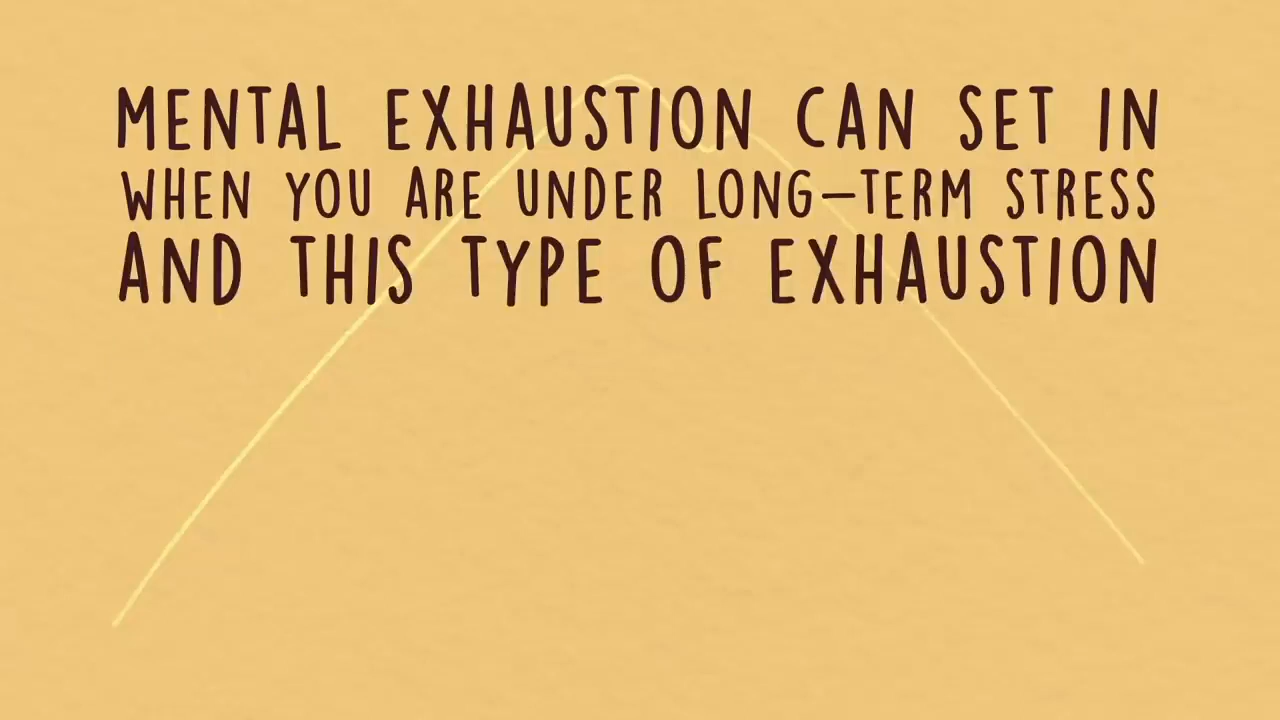 MENTAL EXHAUSTION CAN SET IN
WHEN YOU ARE UNDER LONG-TERM STRESS
AND THIS TYPE OF EXHAUSTION